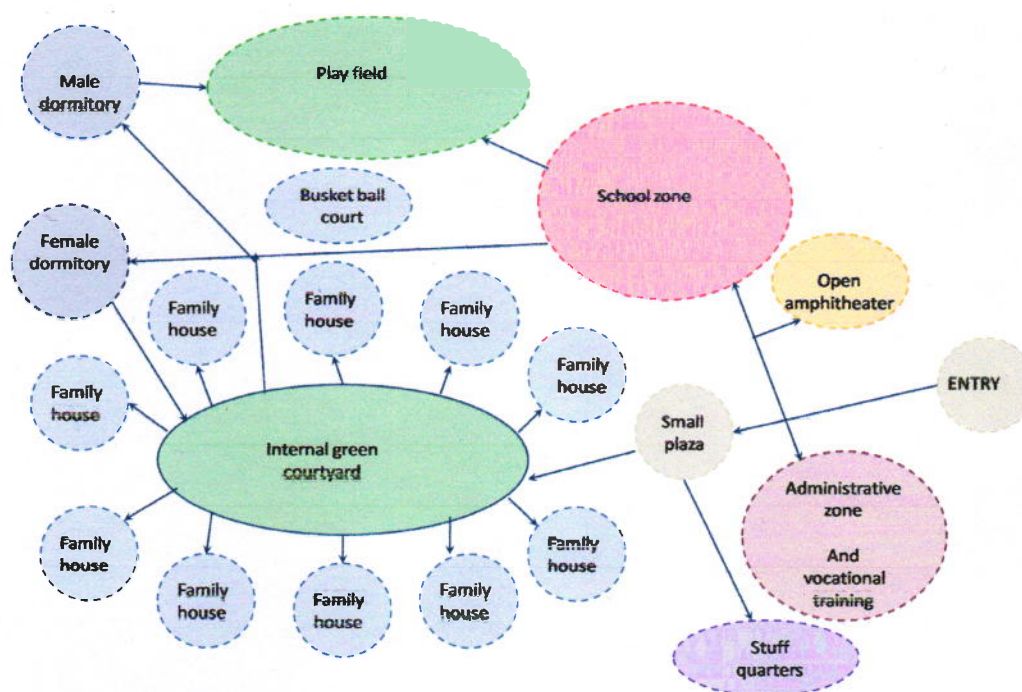 Play field
Male
dormitory
School zone
Busket ball
court
Female
dormitory
Open
amphitheater
Family
house
Family
house
Family
house
Family
house
ENTRY
Family
house
Small
plaza
Internal green
courtyard
Administrative
zone
And
vocational
training
Family
house
Family
house
Family
house
Family
house
Family
house
Family
house
Stuff
quarters